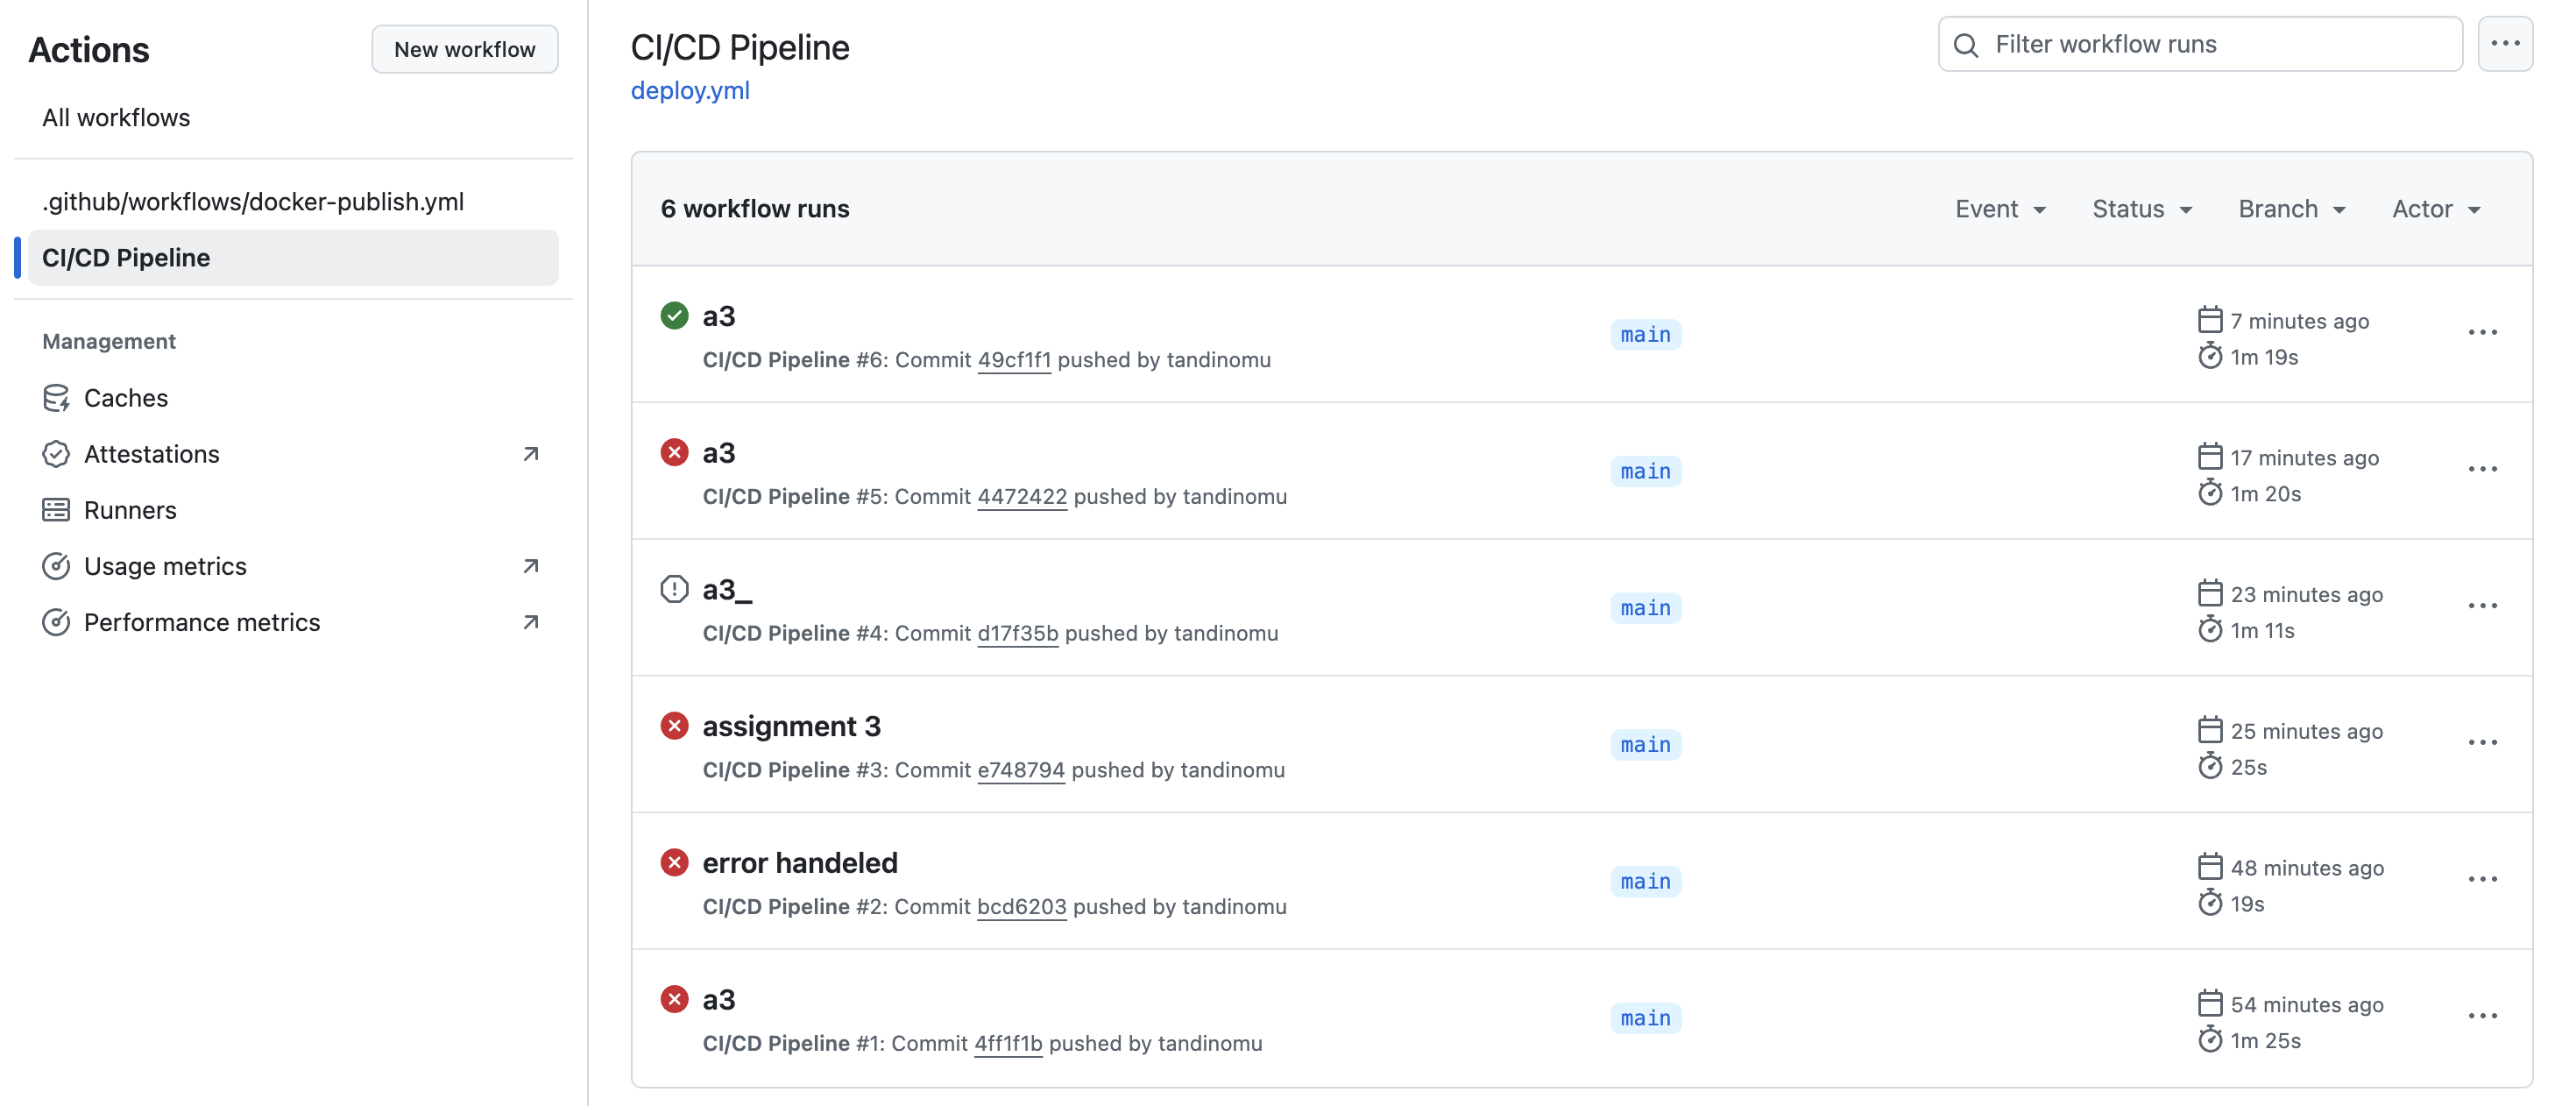 Actions
New workflow
All workflows
.github/workflows/docker-publish.yml
CI/CD Pipeline
Management
Caches
Attestations
Runners
Usage metrics
Performance metrics
CI/CD Pipeline
deploy.yml
Filter workflow runs
6 workflow runs
Event Status Branch Actor
a3
CI/CD Pipeline #6: Commit 49cf1f1 pushed by tandinomu
main
7 minutes ago
1m 19s
a3
CI/CD Pipeline #5: Commit 4472422 pushed by tandinomu
main
17 minutes ago
1m 20s
a3_
CI/CD Pipeline #4: Commit d17f35b pushed by tandinomu
main
23 minutes ago
1m 11s
assignment 3
CI/CD Pipeline #3: Commit e748794 pushed by tandinomu
main
25 minutes ago
25s
error handeled
CI/CD Pipeline #2: Commit bcd6203 pushed by tandinomu
main
48 minutes ago
19s
a3
CI/CD Pipeline #1: Commit 4ff1f1b pushed by tandinomu
main
54 minutes ago
1m 25s